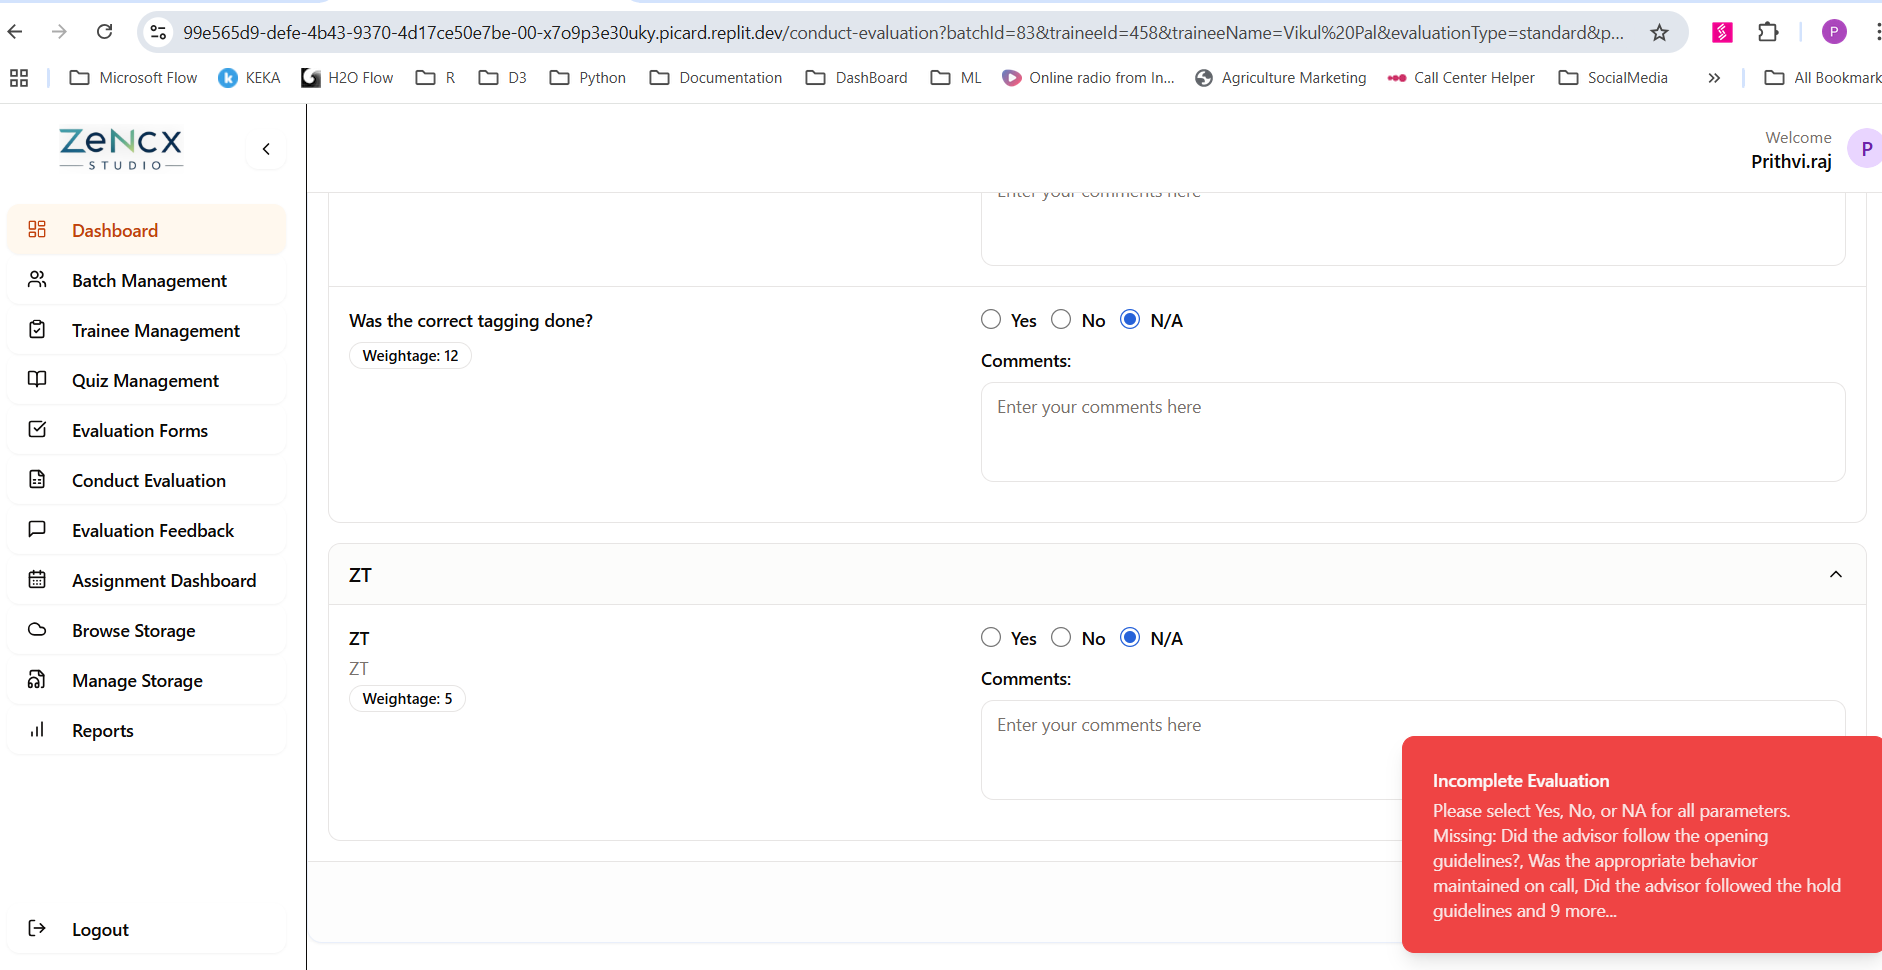 99e565d9-defe-4b43-9370-4d17ce50e7be-00-x7o9p3e30uky.picard.replit.dev/conduct-evaluation?batchId=83&traineeId=458&traineeName=Vikul%20Pal&evaluationType=standard&p...
P
Microsoft Flow
KEKA
H2O Flow
R
D3
Python
Documentation
DashBoard
ML
Online radio from In...
Agriculture Marketing
Call Center Helper
SocialMedia
»
All Bookmark
ZeNCX
STUDIO
Welcome
Prithvi.raj
P
Dashboard
Batch Management
Trainee Management
Quiz Management
Evaluation Forms
Conduct Evaluation
Evaluation Feedback
Assignment Dashboard
Browse Storage
Manage Storage
Reports
Logout
Enter your comments here
Was the correct tagging done?
Weightage: 12
Yes No N/A
Comments:
Enter your comments here
ZT
ZT
ZT
Weightage: 5
Yes No N/A
Comments:
Enter your comments here
Incomplete Evaluation
Please select Yes, No, or NA for all parameters.
Missing: Did the advisor follow the opening
guidelines?, Was the appropriate behavior
maintained on call, Did the advisor followed the hold
guidelines and 9 more...